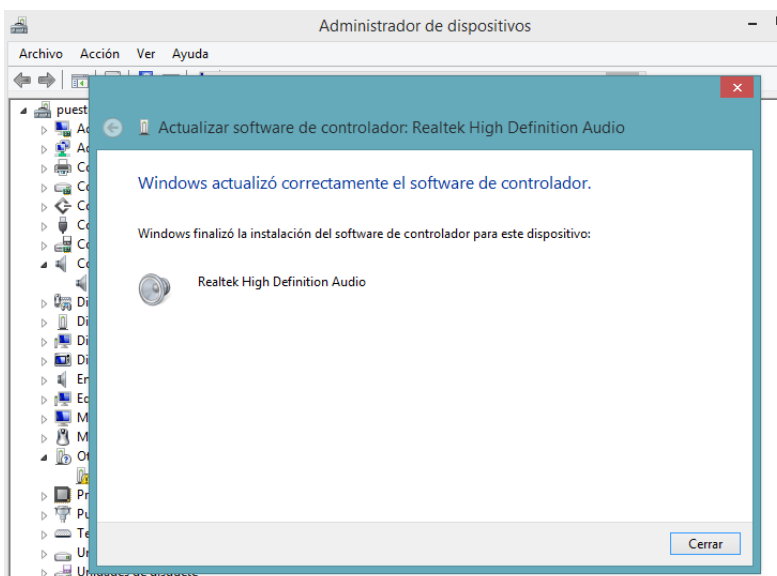 Administrador de dispositivos
Archivo Acción Ver Ayuda
Actualizar software de controlador: Realtek High Definition Audio
Windows actualizó correctamente el software de controlador.
Windows finalizó la instalación del software de controlador para este dispositivo:
Realtek High Definition Audio
Cerrar